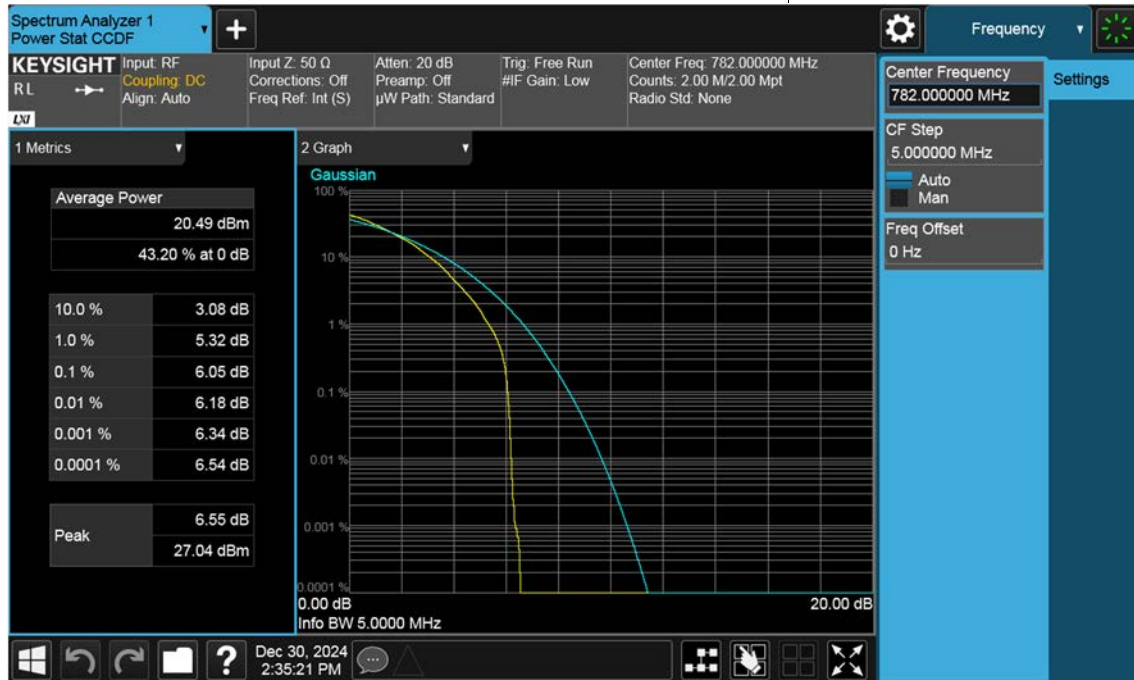 Spectrum Analyzer 1
Power Stat CCDF
Frequency
KEYSIGHT
RL
LXI
Input: RF
Coupling: DC
Align: Auto
Input Z: 50 Ω
Corrections: Off
Freq Ref: Int (S)
Atten: 20 dB
Preamp: Off
µW Path: Standard
Trig: Free Run
#IF Gain: Low
Center Freq: 782.000000 MHz
Counts: 2.00 M/2.00 Mpt
Radio Std: None
Center Frequency
782.000000 MHz
Settings
CF Step
5.000000 MHz
Auto
Man
Freq Offset
0 Hz
1 Metrics
Average Power
20.49 dBm
43.20 % at 0 dB
10.0 % 3.08 dB
1.0 % 5.32 dB
0.1 % 6.05 dB
0.01 % 6.18 dB
0.001 % 6.34 dB
0.0001 % 6.54 dB
Peak
6.55 dB
27.04 dBm
2 Graph
Gaussian
100 %
10 %
1 %
0.1 %
0.01 %
0.001 %
0.0001 %
0.00 dB 20.00 dB
Info BW 5.0000 MHz
?
Dec 30, 2024
2:35:21 PM